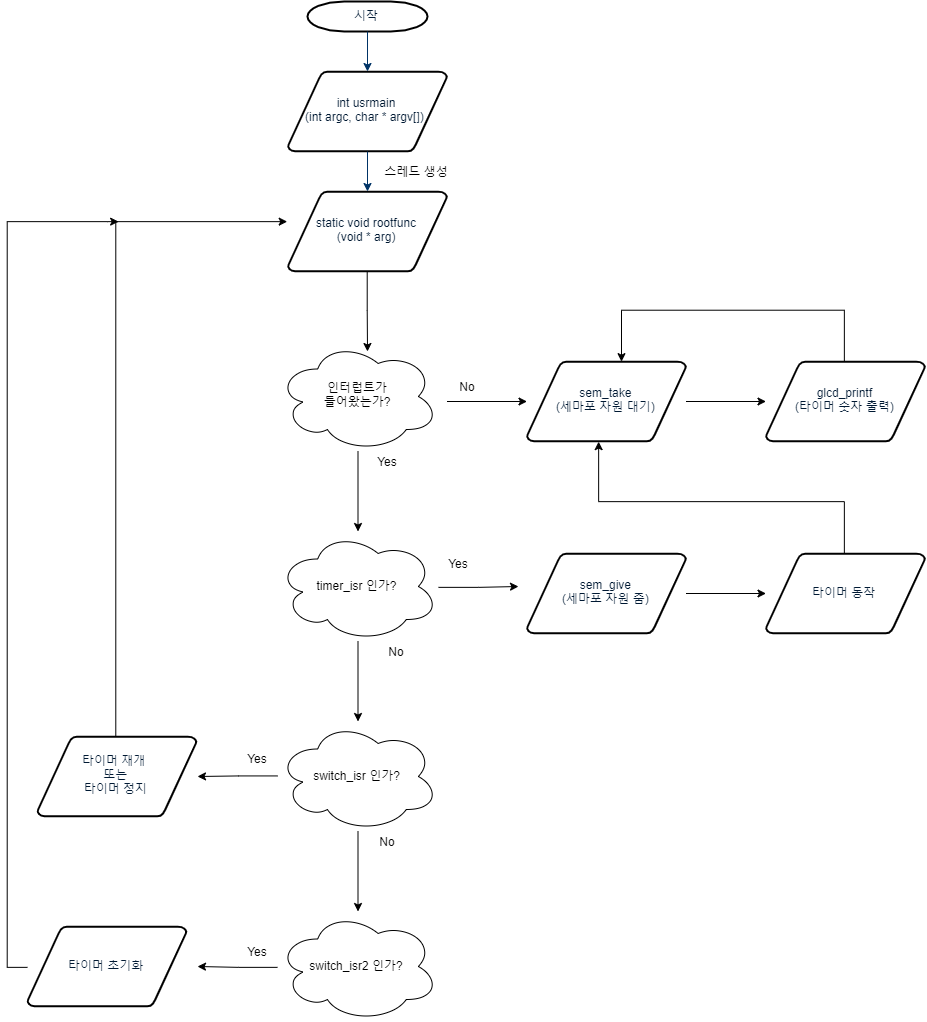 시작
int usrmain
(int argc, char * argv[])
스레드 생성
static void rootfunc
(void * arg)
인터럽트가
들어왔는가?
No
sem_take
(세마포 자원 대기)
glcd_printf
(타이머 숫자 출력)
Yes
timer_isr 인가?
Yes
sem_give
(세마포 자원 줌)
타이머 동작
No
타이머 재개
또는
타이머 정지
Yes
switch_isr 인가?
No
타이머 초기화
Yes
switch_isr2 인가?